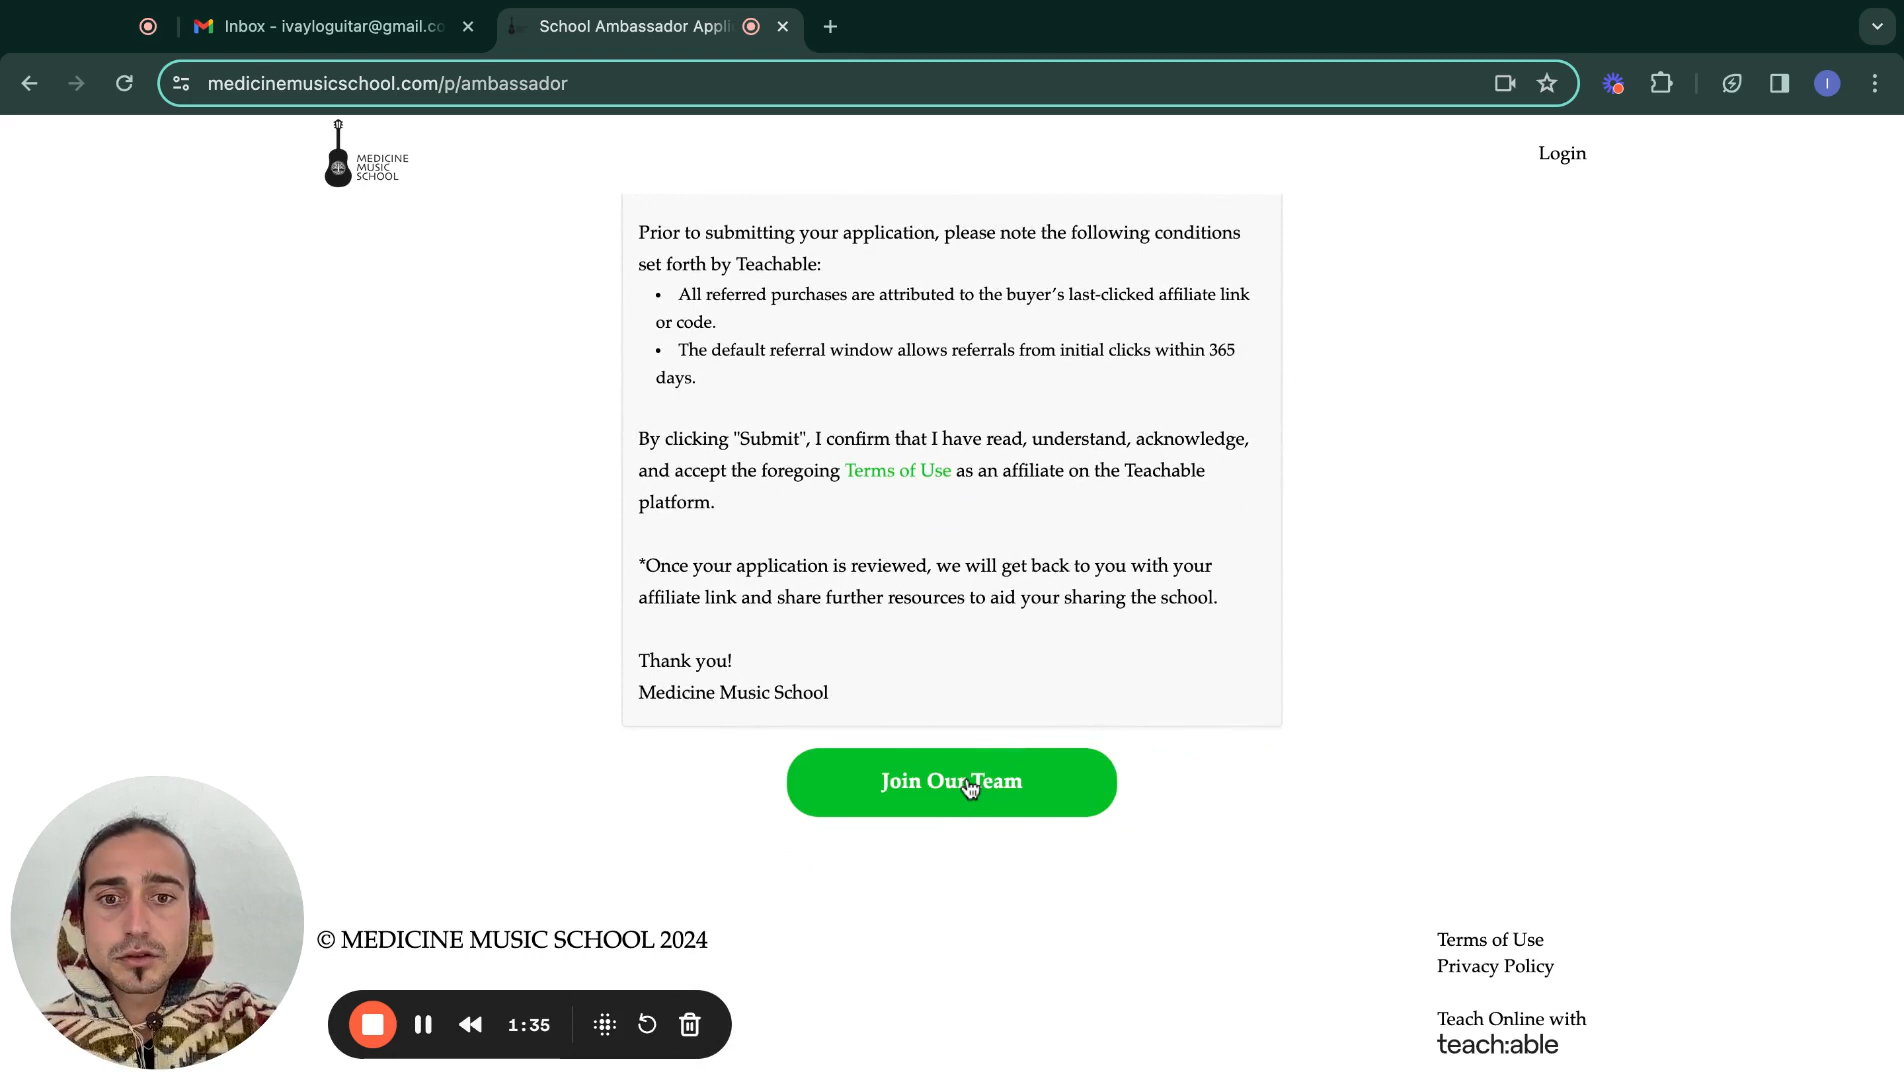 Inbox - ivayloguitar@gmail.co
School Ambassador Appli
medicinemusicschool.com/p/ambassador
I
MEDICINE
MUSIC
SCHOOL
Login
Prior to submitting your application, please note the following conditions
set forth by Teachable:
• All referred purchases are attributed to the buyer's last-clicked affiliate link
or code.
• The default referral window allows referrals from initial clicks within 365
days.
By clicking "Submit", I confirm that I have read, understand, acknowledge,
and accept the foregoing Terms of Use as an affiliate on the Teachable
platform.
*Once your application is reviewed, we will get back to you with your
affiliate link and share further resources to aid your sharing the school.
Thank you!
Medicine Music School
Join Our Team
© MEDICINE MUSIC SCHOOL 2024
Terms of Use
Privacy Policy
Teach Online with
teach:able
1:35